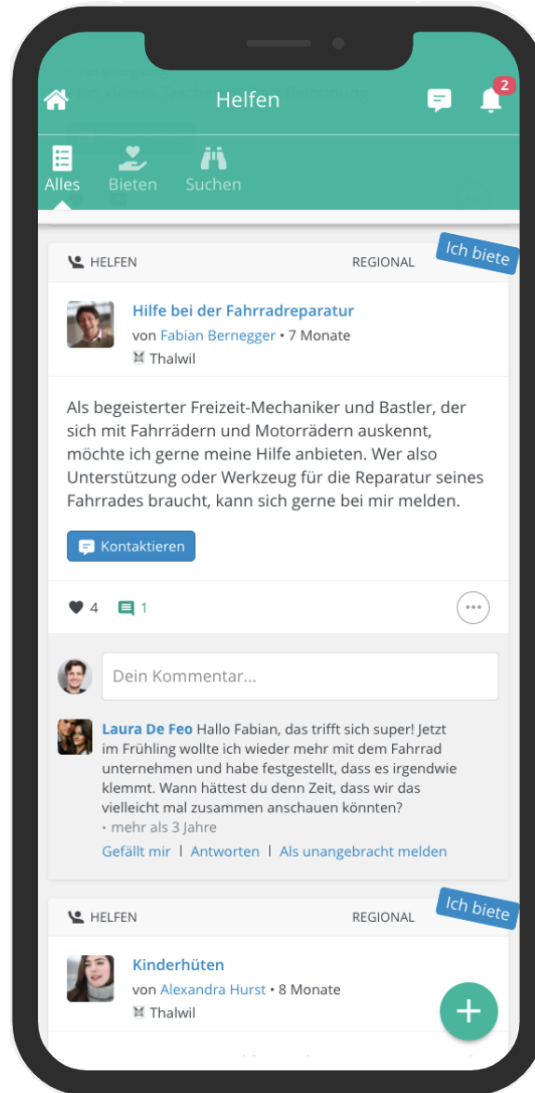 2
Helfen
Alles Bieten Suchen
HELFEN REGIONAL Ich biete
Hilfe bei der Fahrradreparatur
von Fabian Bernegger • 7 Monate
Thalwil
Als begeisterter Freizeit-Mechaniker und Bastler, der
sich mit Fahrrädern und Motorrädern auskennt,
möchte ich gerne meine Hilfe anbieten. Wer also
Unterstützung oder Werkzeug für die Reparatur seines
Fahrrades braucht, kann sich gerne bei mir melden.
Kontaktieren
4 1
Dein Kommentar...
Laura De Feo Hallo Fabian, das trifft sich super! Jetzt
im Frühling wollte ich wieder mehr mit dem Fahrrad
unternehmen und habe festgestellt, dass es irgendwie
klemmt. Wann hättest du denn Zeit, dass wir das
vielleicht mal zusammen anschauen könnten?
• mehr als 3 Jahre
Gefällt mir | Antworten | Als unangebracht melden
HELFEN REGIONAL Ich biete
Kinderhüten
von Alexandra Hurst • 8 Monate
Thalwil